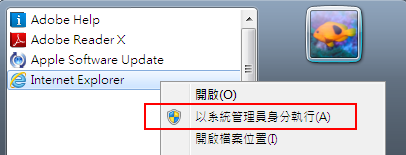 Adobe Help
Adobe Reader X
Apple Software Update
Internet Explorer
開啟(O)
以系統管理員身分執行(A)
開啟檔案位置(I)